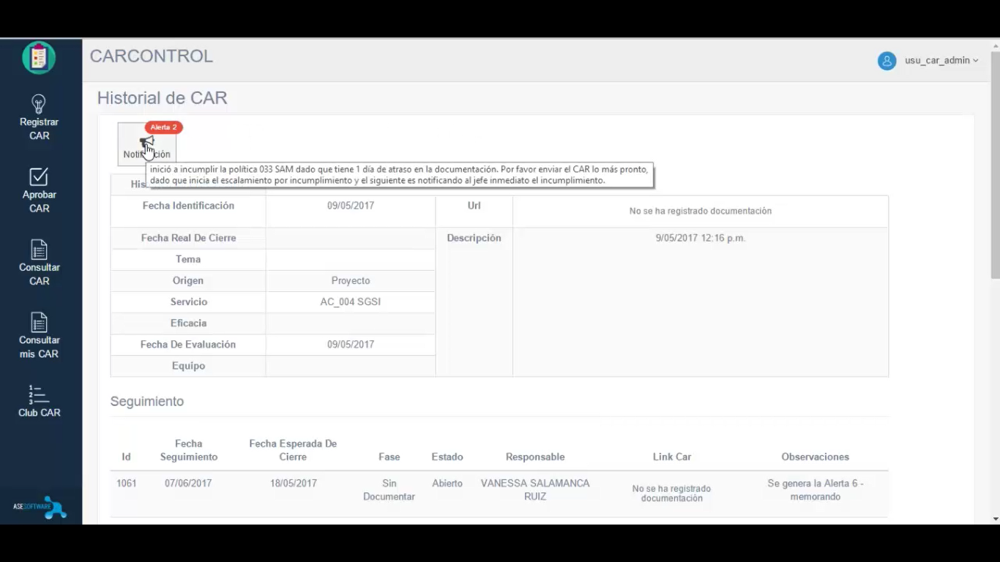 CARCONTROL
usu_car_admin
Historial de CAR
Registrar
CAR
Aprobar
CAR
Consultar
CAR
Consultar
mis CAR
1
2
3
Club CAR
ASESOFTWARE
Alerta 2
inició a incumplir la política 033 SAM dado que tiene 1 día de atraso en la documentación. Por favor enviar el CAR lo más pronto,
dado que inicia el escalamiento por incumplimiento y el siguiente es notificando al jefe inmediato el incumplimiento.
Fecha Identificación 09/05/2017 Url No se ha registrado documentación
Fecha Real De Cierre Descripción 9/05/2017 12:16 p.m.
Tema
Origen Proyecto
Servicio AC_004 SGSI
Eficacia
Fecha De Evaluación 09/05/2017
Equipo
Seguimiento
Id Fecha Seguimiento Fecha Esperada De Cierre Fase Estado Responsable Link Car Observaciones
1061 07/06/2017 18/05/2017 Sin Documentar Abierto VANESSA SALAMANCA RUIZ No se ha registrado documentación Se genera la Alerta 6 - memorando